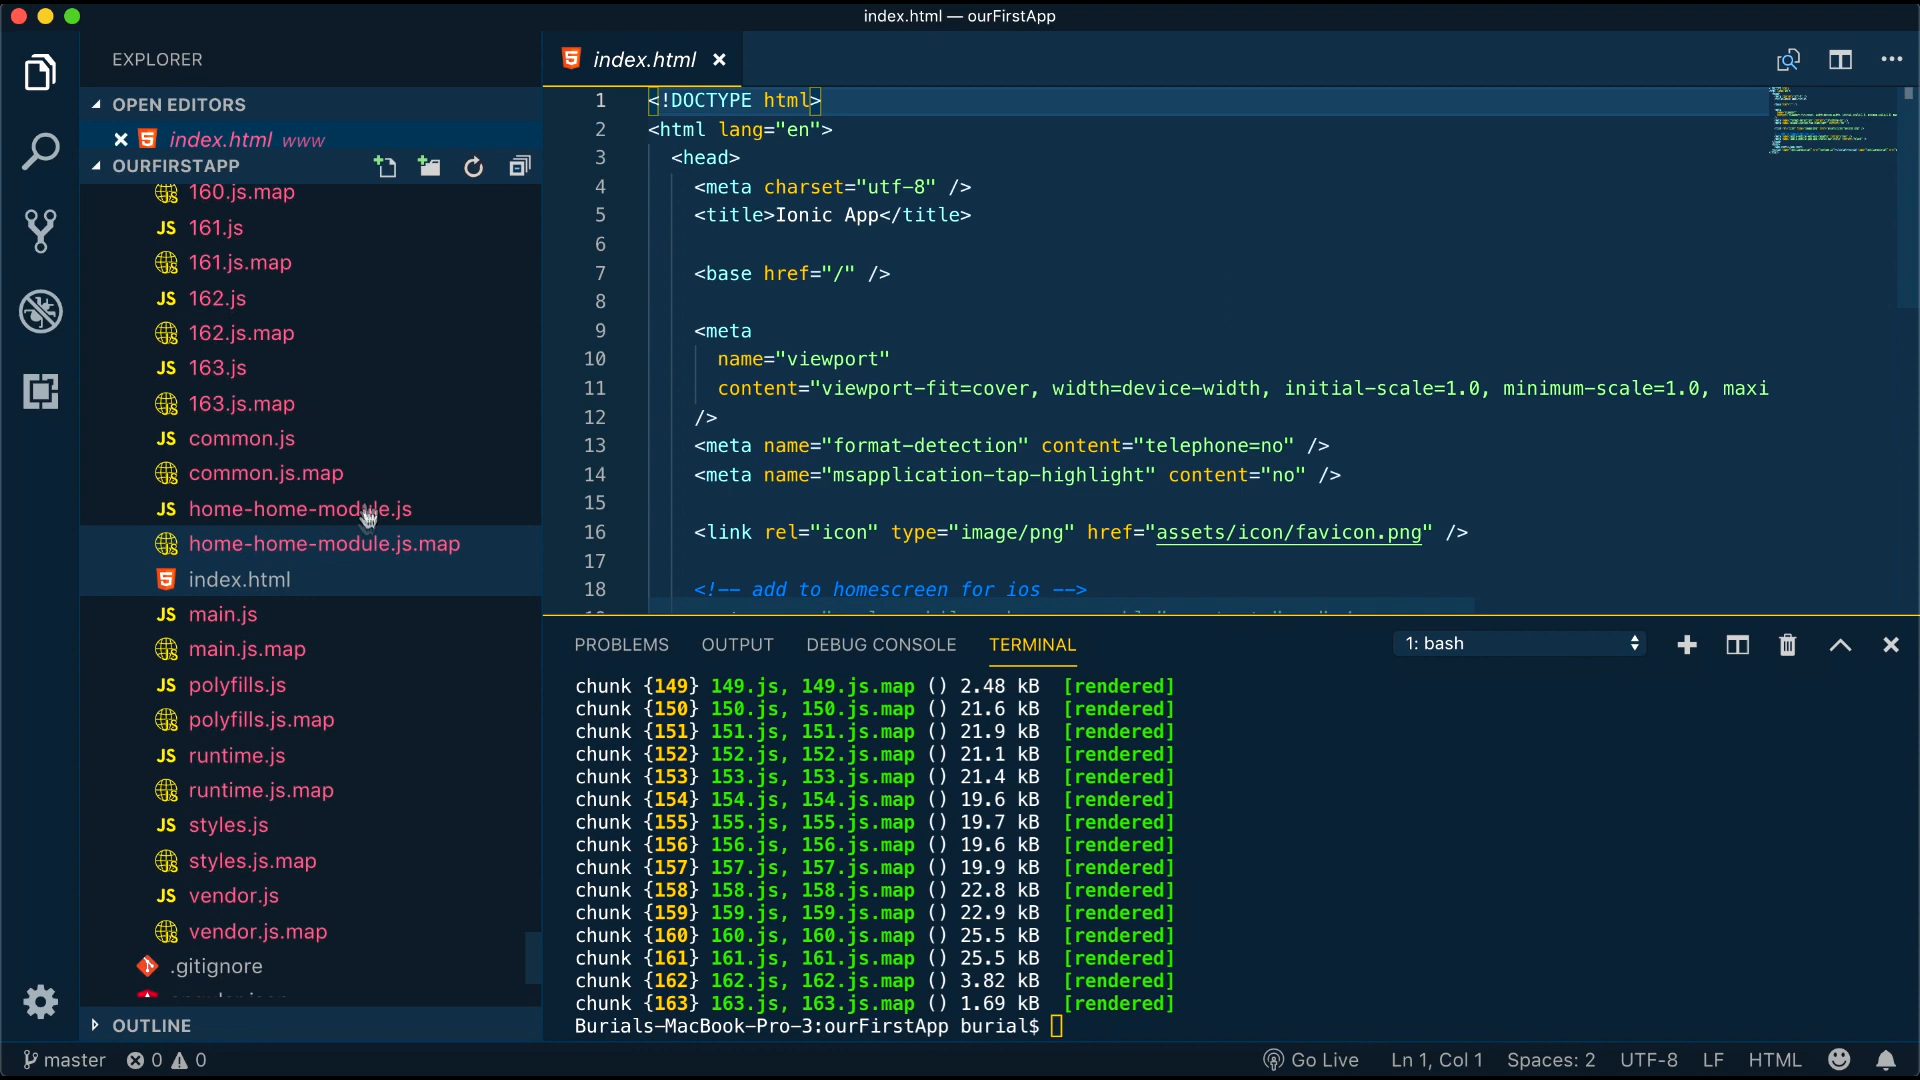 index.html — ourFirstApp
EXPLORER
OPEN EDITORS
index.html www
OURFIRSTAPP
160.js.map
JS 161.js
161.js.map
JS 162.js
162.js.map
JS 163.js
163.js.map
JS common.js
common.js.map
JS home-home-module.js
home-home-module.js.map
index.html
JS main.js
main.js.map
JS polyfills.js
polyfills.js.map
JS runtime.js
runtime.js.map
JS styles.js
styles.js.map
JS vendor.js
vendor.js.map
.gitignore
OUTLINE
index.html
1 <!DOCTYPE html>
2 <html lang="en">
3 <head>
4 <meta charset="utf-8" />
5 <title>Ionic App</title>
6
7 <base href="/" />
8
9 <meta
10 name="viewport"
11 content="viewport-fit=cover, width=device-width, initial-scale=1.0, minimum-scale=1.0, maxi
12 />
13 <meta name="format-detection" content="telephone=no" />
14 <meta name="msapplication-tap-highlight" content="no" />
15
16 <link rel="icon" type="image/png" href="assets/icon/favicon.png" />
17
18 <!-- add to homescreen for ios -->
PROBLEMS OUTPUT DEBUG CONSOLE TERMINAL 1: bash
chunk {149} 149.js, 149.js.map () 2.48 kB [rendered]
chunk {150} 150.js, 150.js.map () 21.6 kB [rendered]
chunk {151} 151.js, 151.js.map () 21.9 kB [rendered]
chunk {152} 152.js, 152.js.map () 21.1 kB [rendered]
chunk {153} 153.js, 153.js.map () 21.4 kB [rendered]
chunk {154} 154.js, 154.js.map () 19.6 kB [rendered]
chunk {155} 155.js, 155.js.map () 19.7 kB [rendered]
chunk {156} 156.js, 156.js.map () 19.6 kB [rendered]
chunk {157} 157.js, 157.js.map () 19.9 kB [rendered]
chunk {158} 158.js, 158.js.map () 22.8 kB [rendered]
chunk {159} 159.js, 159.js.map () 22.9 kB [rendered]
chunk {160} 160.js, 160.js.map () 25.5 kB [rendered]
chunk {161} 161.js, 161.js.map () 25.5 kB [rendered]
chunk {162} 162.js, 162.js.map () 3.82 kB [rendered]
chunk {163} 163.js, 163.js.map () 1.69 kB [rendered]
Burials-MacBook-Pro-3:ourFirstApp burial$
master 0 0 Go Live Ln 1, Col 1 Spaces: 2 UTF-8 LF HTML